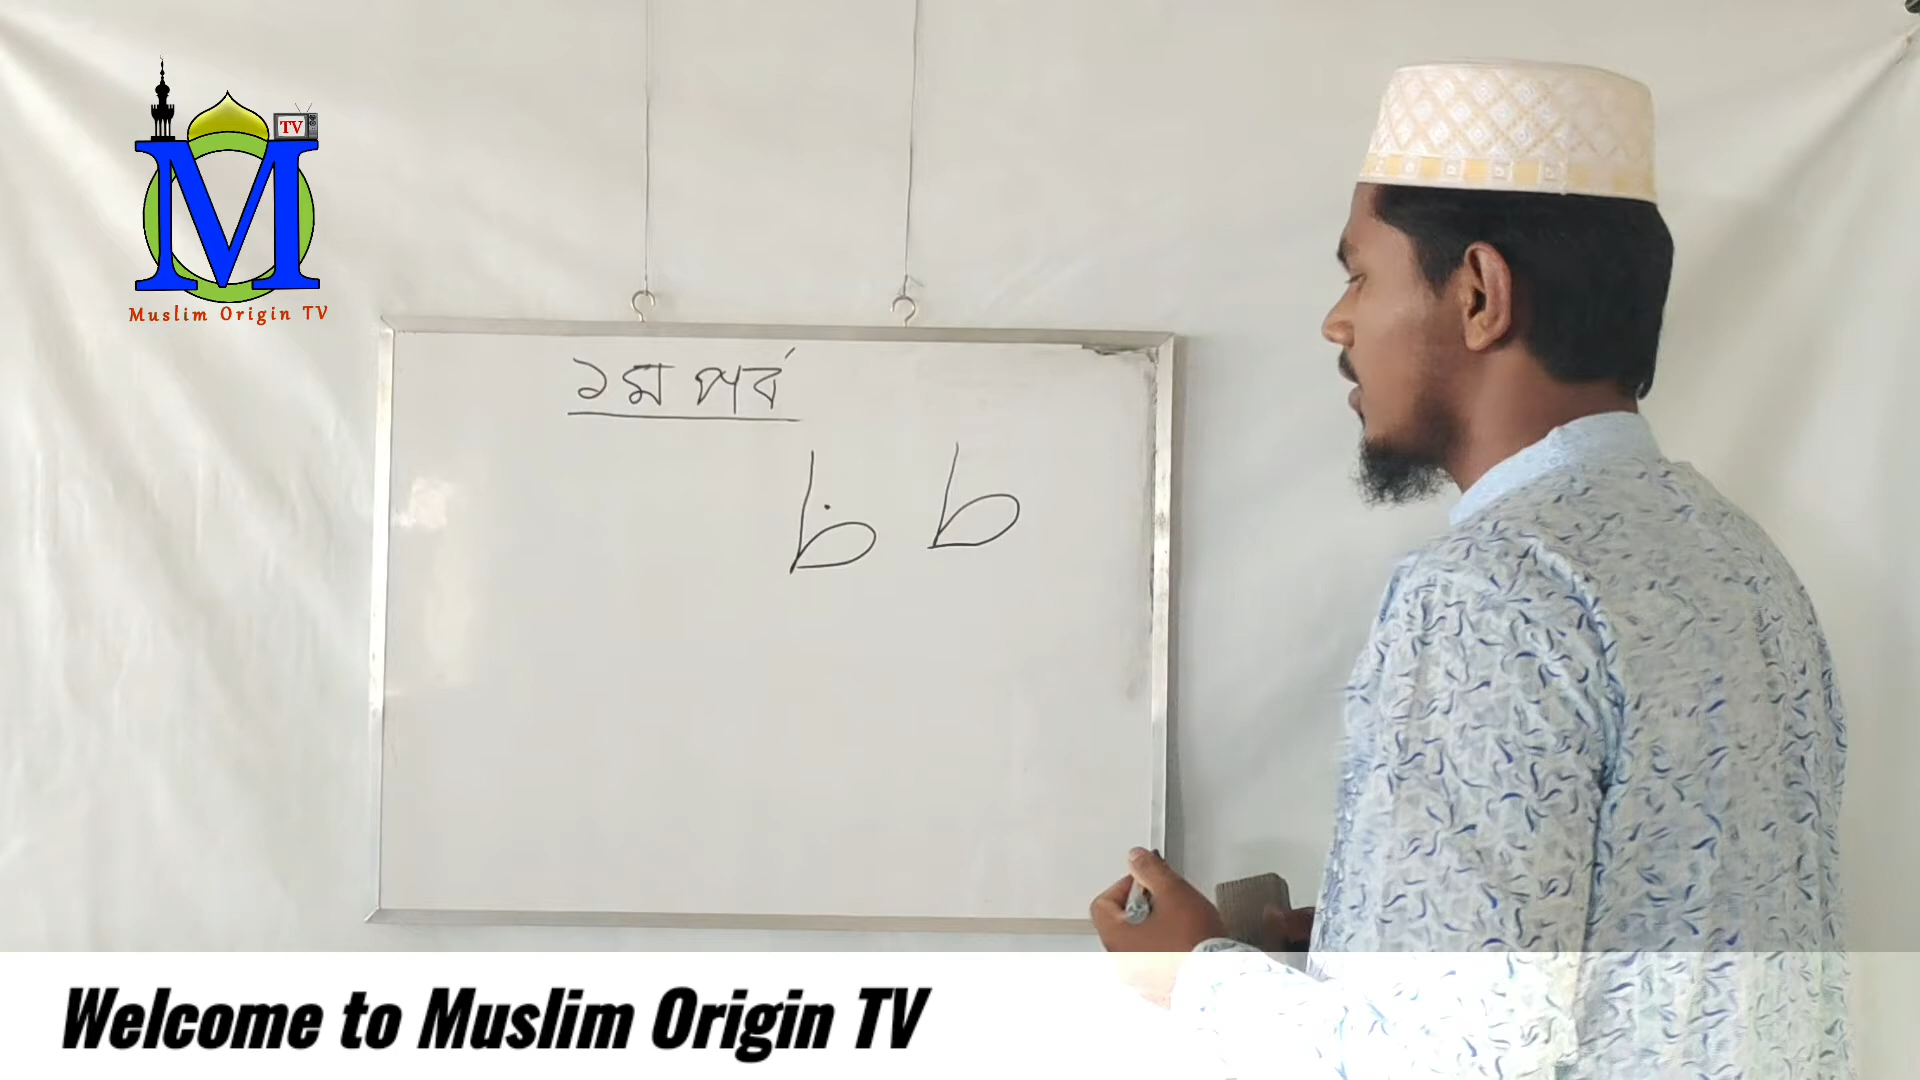 TV
M
Muslim Origin TV
১ম পর্ব
ط ظ
Welcome to Muslim Origin TV